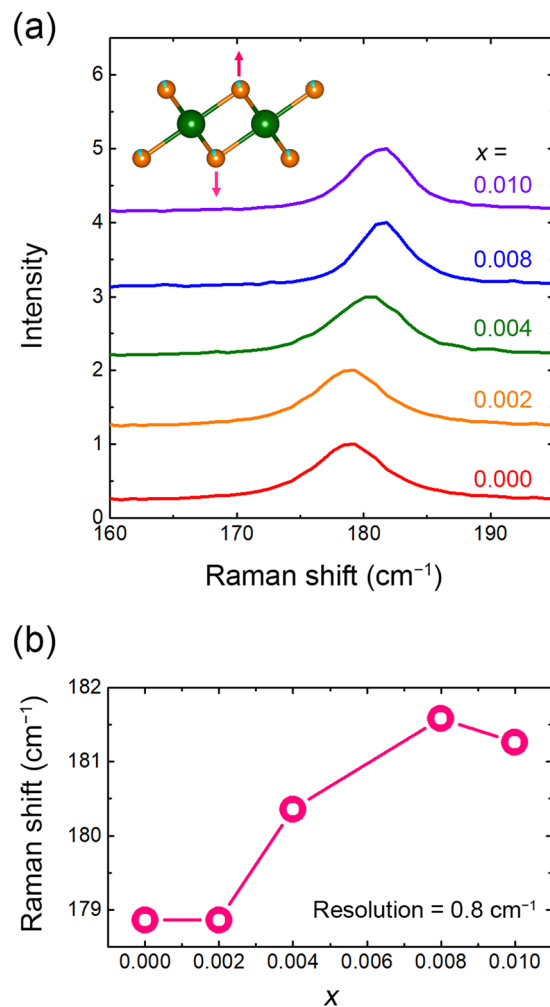 (a)
6
5
4
3
2
1
0
Intensity
x =
0.010
0.008
0.004
0.002
0.000
160 170 180 190
Raman shift (cm⁻¹)
(b)
182
181
180
179
Raman shift (cm⁻¹)
Resolution = 0.8 cm⁻¹
0.000 0.002 0.004 0.006 0.008 0.010
x